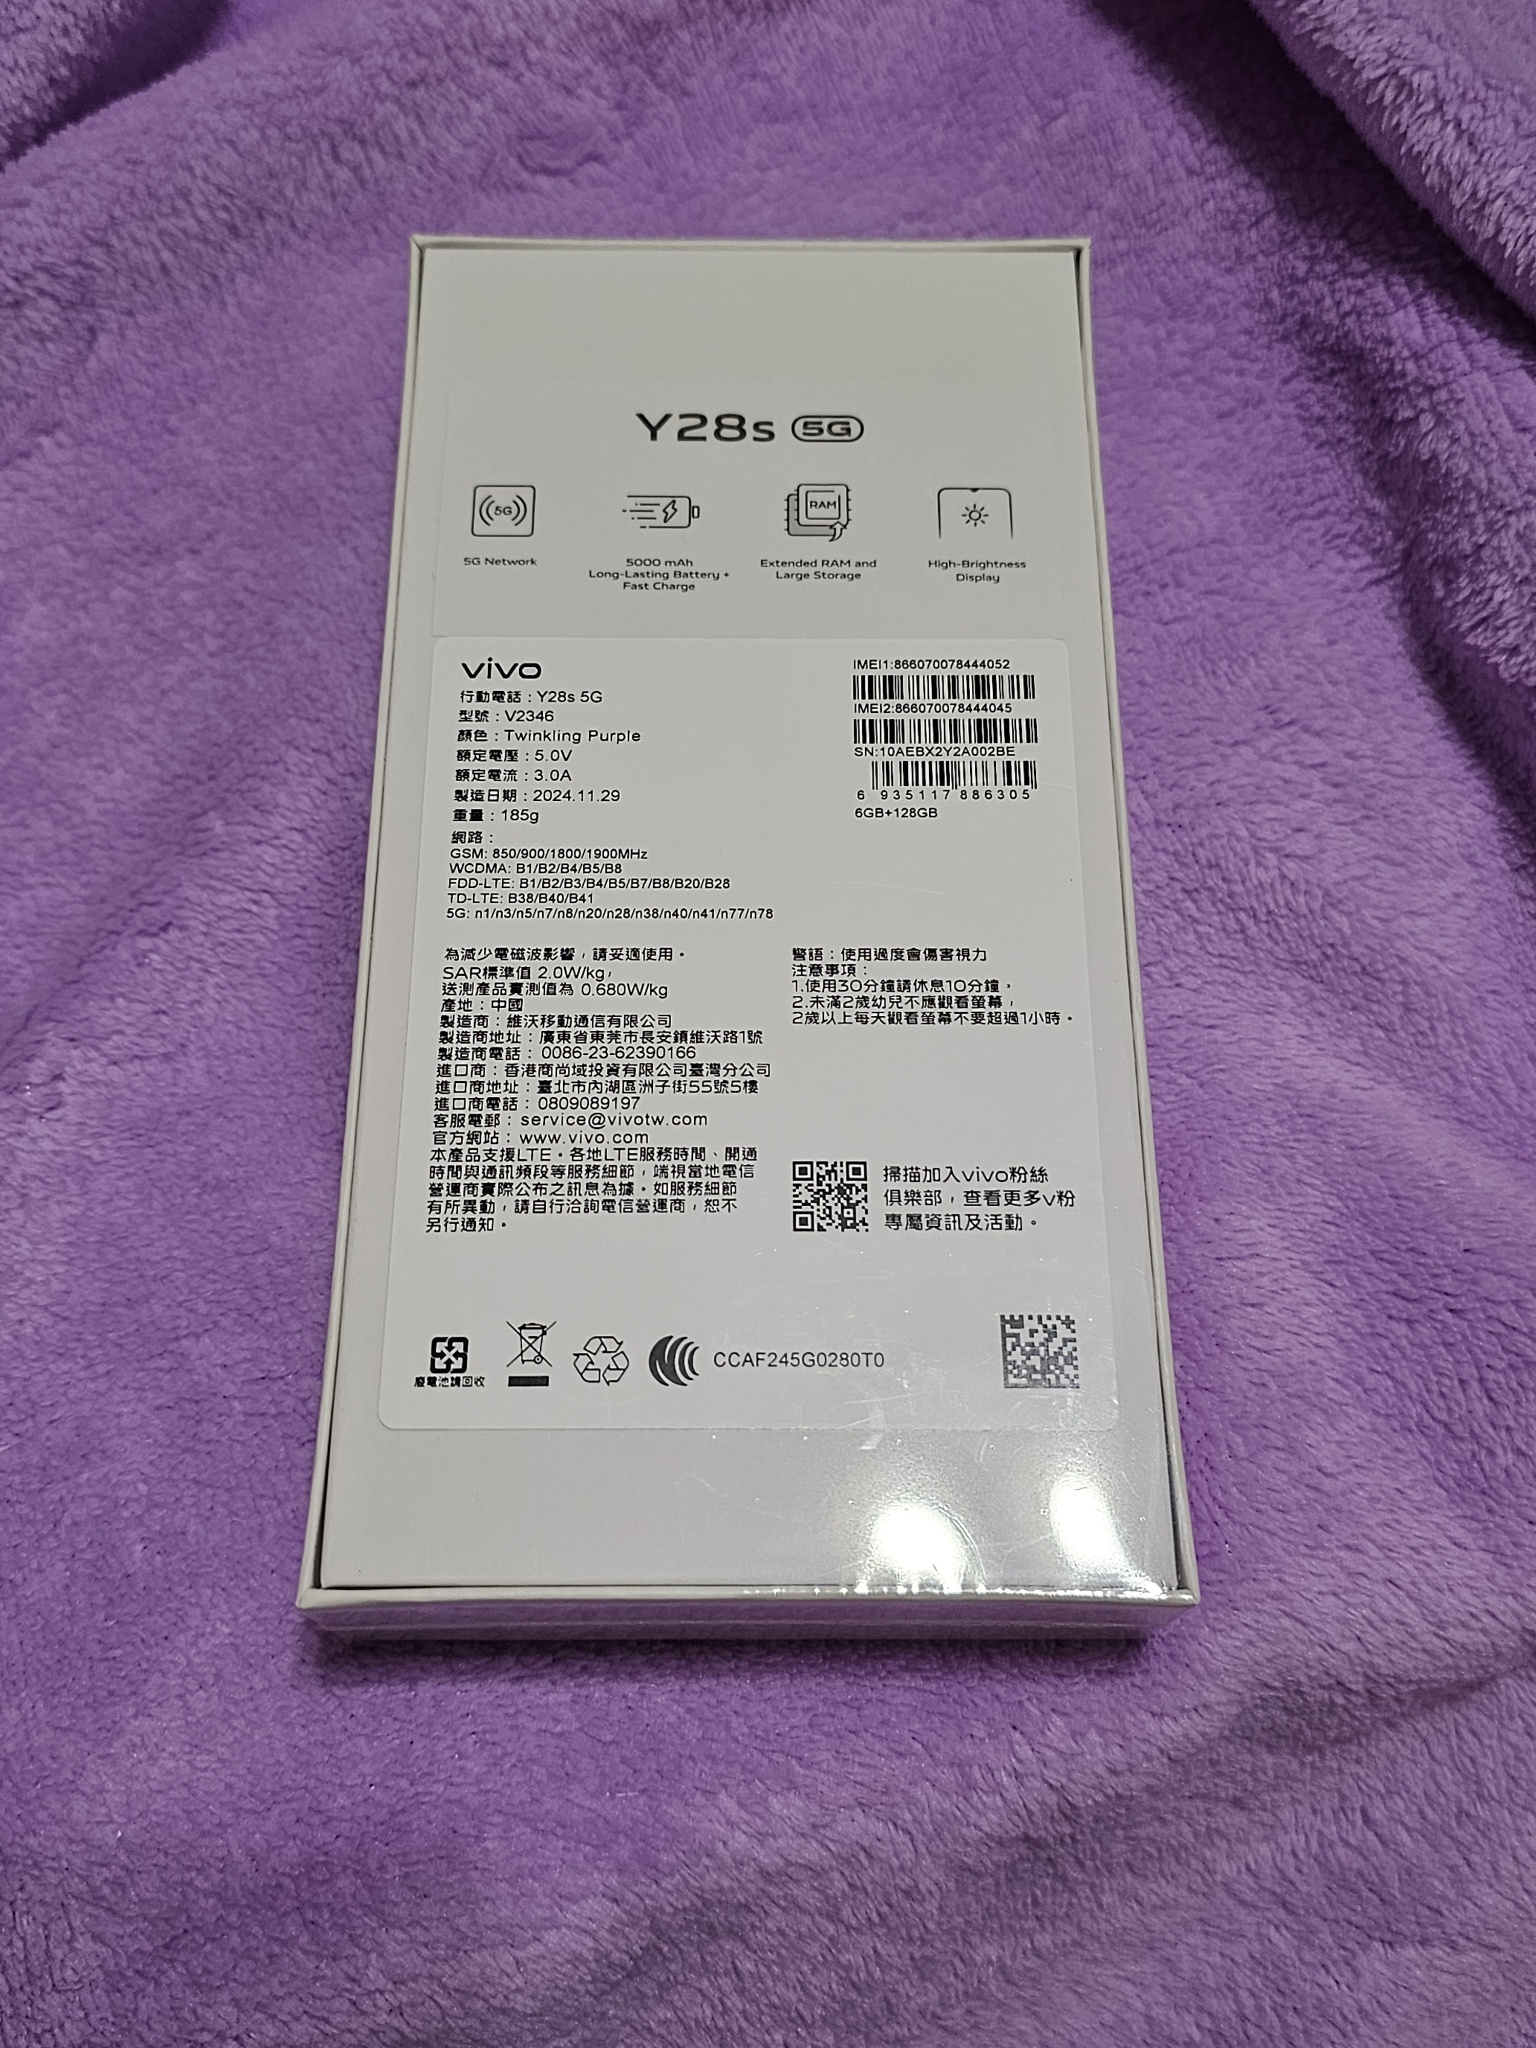 Y28s 5G
5G
RAM
5G Network
5000 mAh
Long-Lasting Battery +
Fast Charge
Extended RAM and
Large Storage
High-Brightness
Display
vivo
行動電話：Y28s 5G
型號：V2346
顏色：Twinkling Purple
額定電壓：5.0V
額定電流：3.0A
製造日期：2024.11.29
重量：185g
網路：
GSM: 850/900/1800/1900MHz
WCDMA: B1/B2/B4/B5/B8
FDD-LTE: B1/B2/B3/B4/B5/B7/B8/B20/B28
TD-LTE: B38/B40/B41
5G: n1/n3/n5/n7/n8/n20/n28/n38/n40/n41/n77/n78
IMEI1:866070078444052
IMEI2:866070078444045
SN:10AEBX2Y2A002BE
6 935117 886305
6GB+128GB
為減少電磁波影響，請妥適使用。
SAR標準值 2.0W/kg，
送測產品實測值為 0.680W/kg
產地：中國
製造商：維沃移動通信有限公司
製造商地址：廣東省東莞市長安鎮維沃路1號
製造商電話：0086-23-62390166
進口商：香港商尚域投資有限公司臺灣分公司
進口商地址：臺北市內湖區洲子街55號5樓
進口商電話：0809089197
客服電郵：service@vivotw.com
官方網站：www.vivo.com
本產品支援LTE。各地LTE服務時間、開通
時間與通訊頻段等服務細節，端視當地電信
營運商實際公布之訊息為據。如服務細節
有所異動，請自行洽詢電信營運商，恕不
另行通知。
警語：使用過度會傷害視力
注意事項：
1.使用30分鐘請休息10分鐘。
2.未滿2歲幼兒不應觀看螢幕，
2歲以上每天觀看螢幕不要超過1小時。
掃描加入vivo粉絲
俱樂部，查看更多v粉
專屬資訊及活動。
廢電池請回收
CCAF245G0280T0